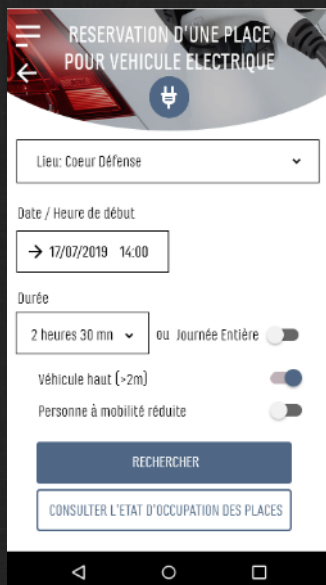 RESERVATION D'UNE PLACE
POUR VEHICULE ELECTRIQUE
Lieu: Coeur Défense
Date / Heure de début
17/07/2019 14:00
Durée
2 heures 30 mn ou Journée Entière
Véhicule haut (>2m)
Personne à mobilité réduite
RECHERCHER
CONSULTER L'ETAT D'OCCUPATION DES PLACES